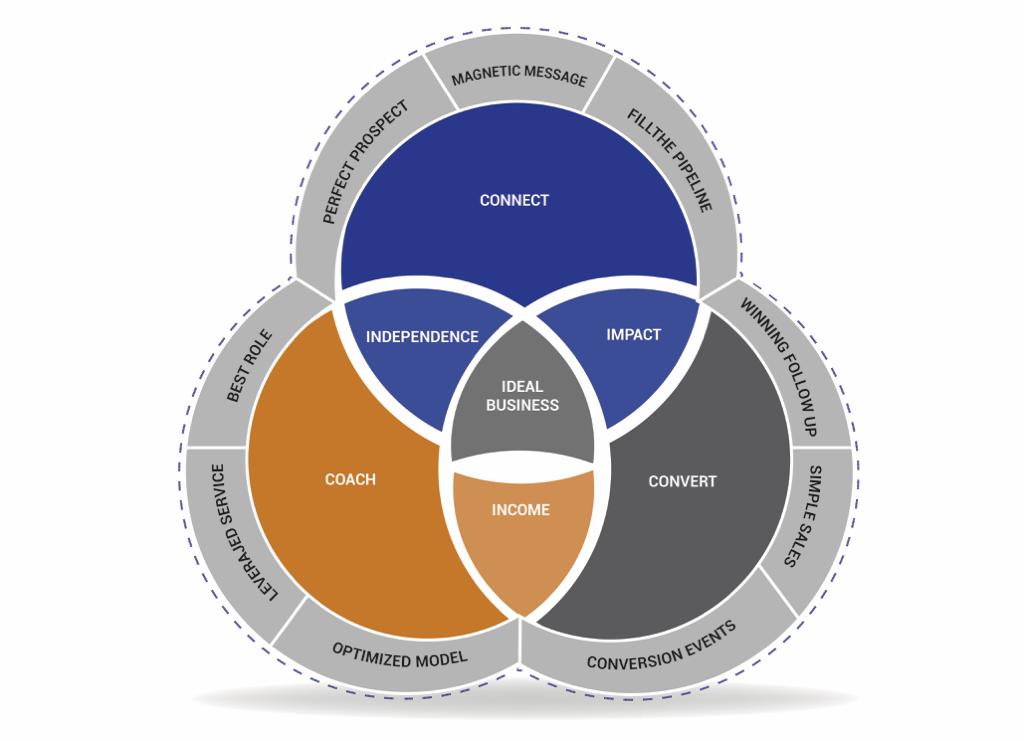 MAGNETIC MESSAGE
PERFECT PROSPECT
FILLTHE PIPELINE
CONNECT
INDEPENDENCE
IMPACT
BEST ROLE
WINNING FOLLOW UP
IDEAL
BUSINESS
COACH
CONVERT
LEVERAJED SERVICE
SIMPLE SALES
INCOME
OPTIMIZED MODEL
CONVERSION EVENTS